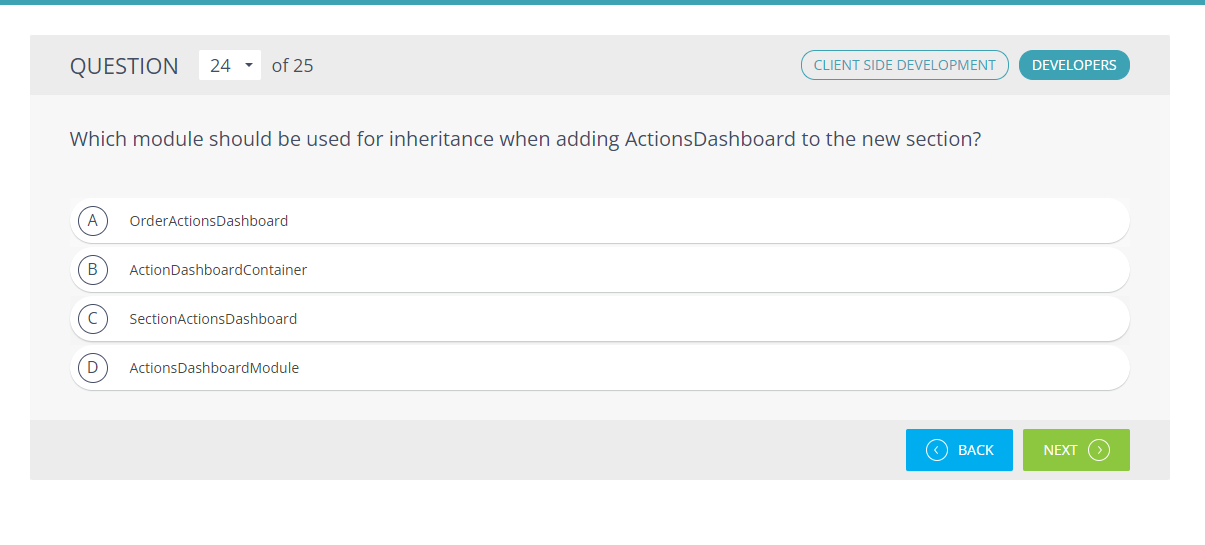 QUESTION 24 of 25 CLIENT SIDE DEVELOPMENT DEVELOPERS
Which module should be used for inheritance when adding ActionsDashboard to the new section?
A OrderActionsDashboard
B ActionDashboardContainer
C SectionActionsDashboard
D ActionsDashboardModule
BACK NEXT